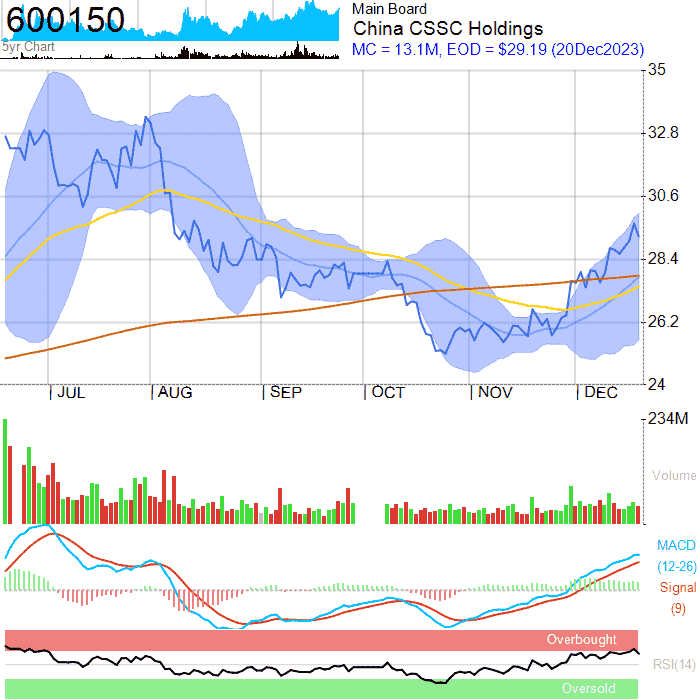 600150
5yr Chart
Main Board
China CSSC Holdings
MC = 13.1M, EOD = $29.19 (20Dec2023)
35
32.8
30.6
28.4
26.2
24
JUL
AUG
SEP
OCT
NOV
DEC
234M
Volume
MACD
(12-26)
Signal
(9)
Overbought
RSI(14)
Oversold